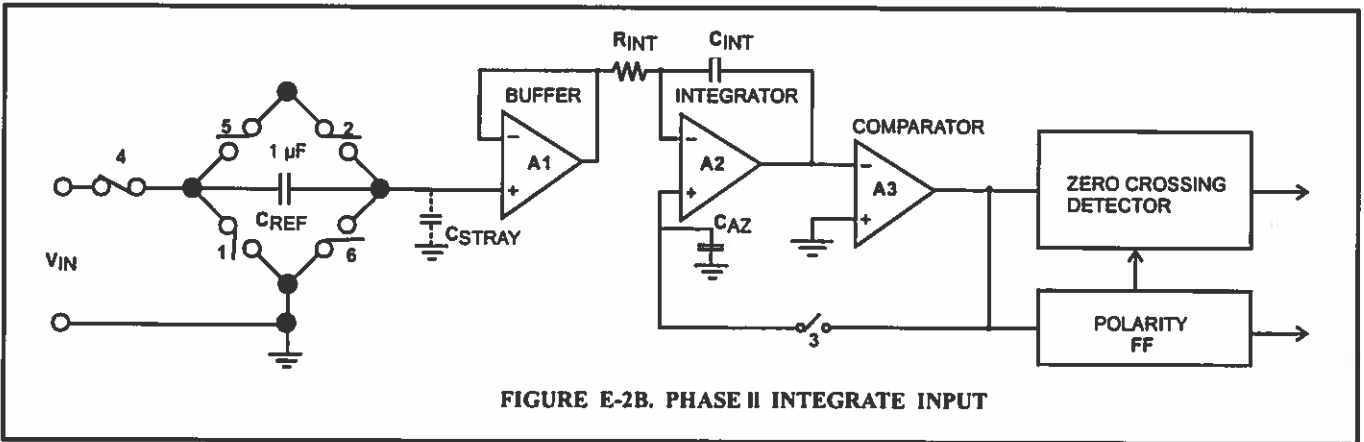 RINT
CINT
BUFFER
INTEGRATOR
COMPARATOR
5
2
4
1 µF
−
A1
+
−
A2
+
−
A3
+
ZERO CROSSING
DETECTOR
CREF
CSTRAY
CAZ
1
6
VIN
3
POLARITY
FF
FIGURE E-2B. PHASE II INTEGRATE INPUT